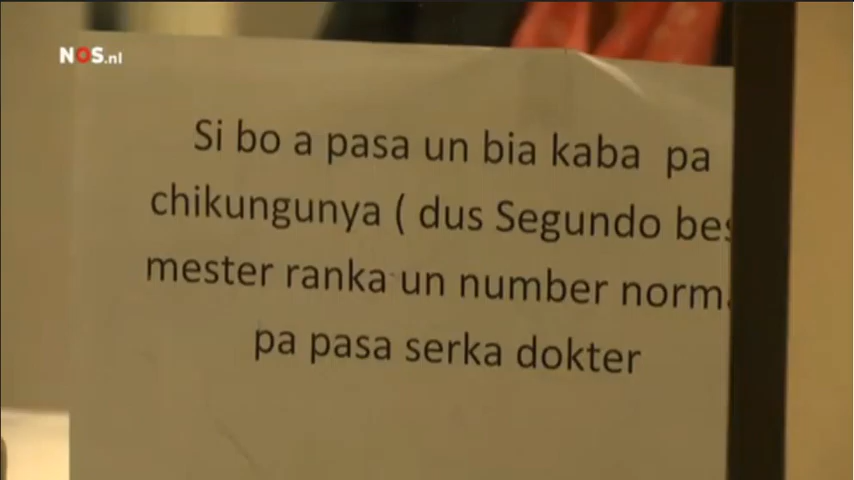 NOS.nl
Si bo a pasa un bia kaba pa
chikungunya ( dus Segundo
mester ranka un number
pa pasa serka dokter